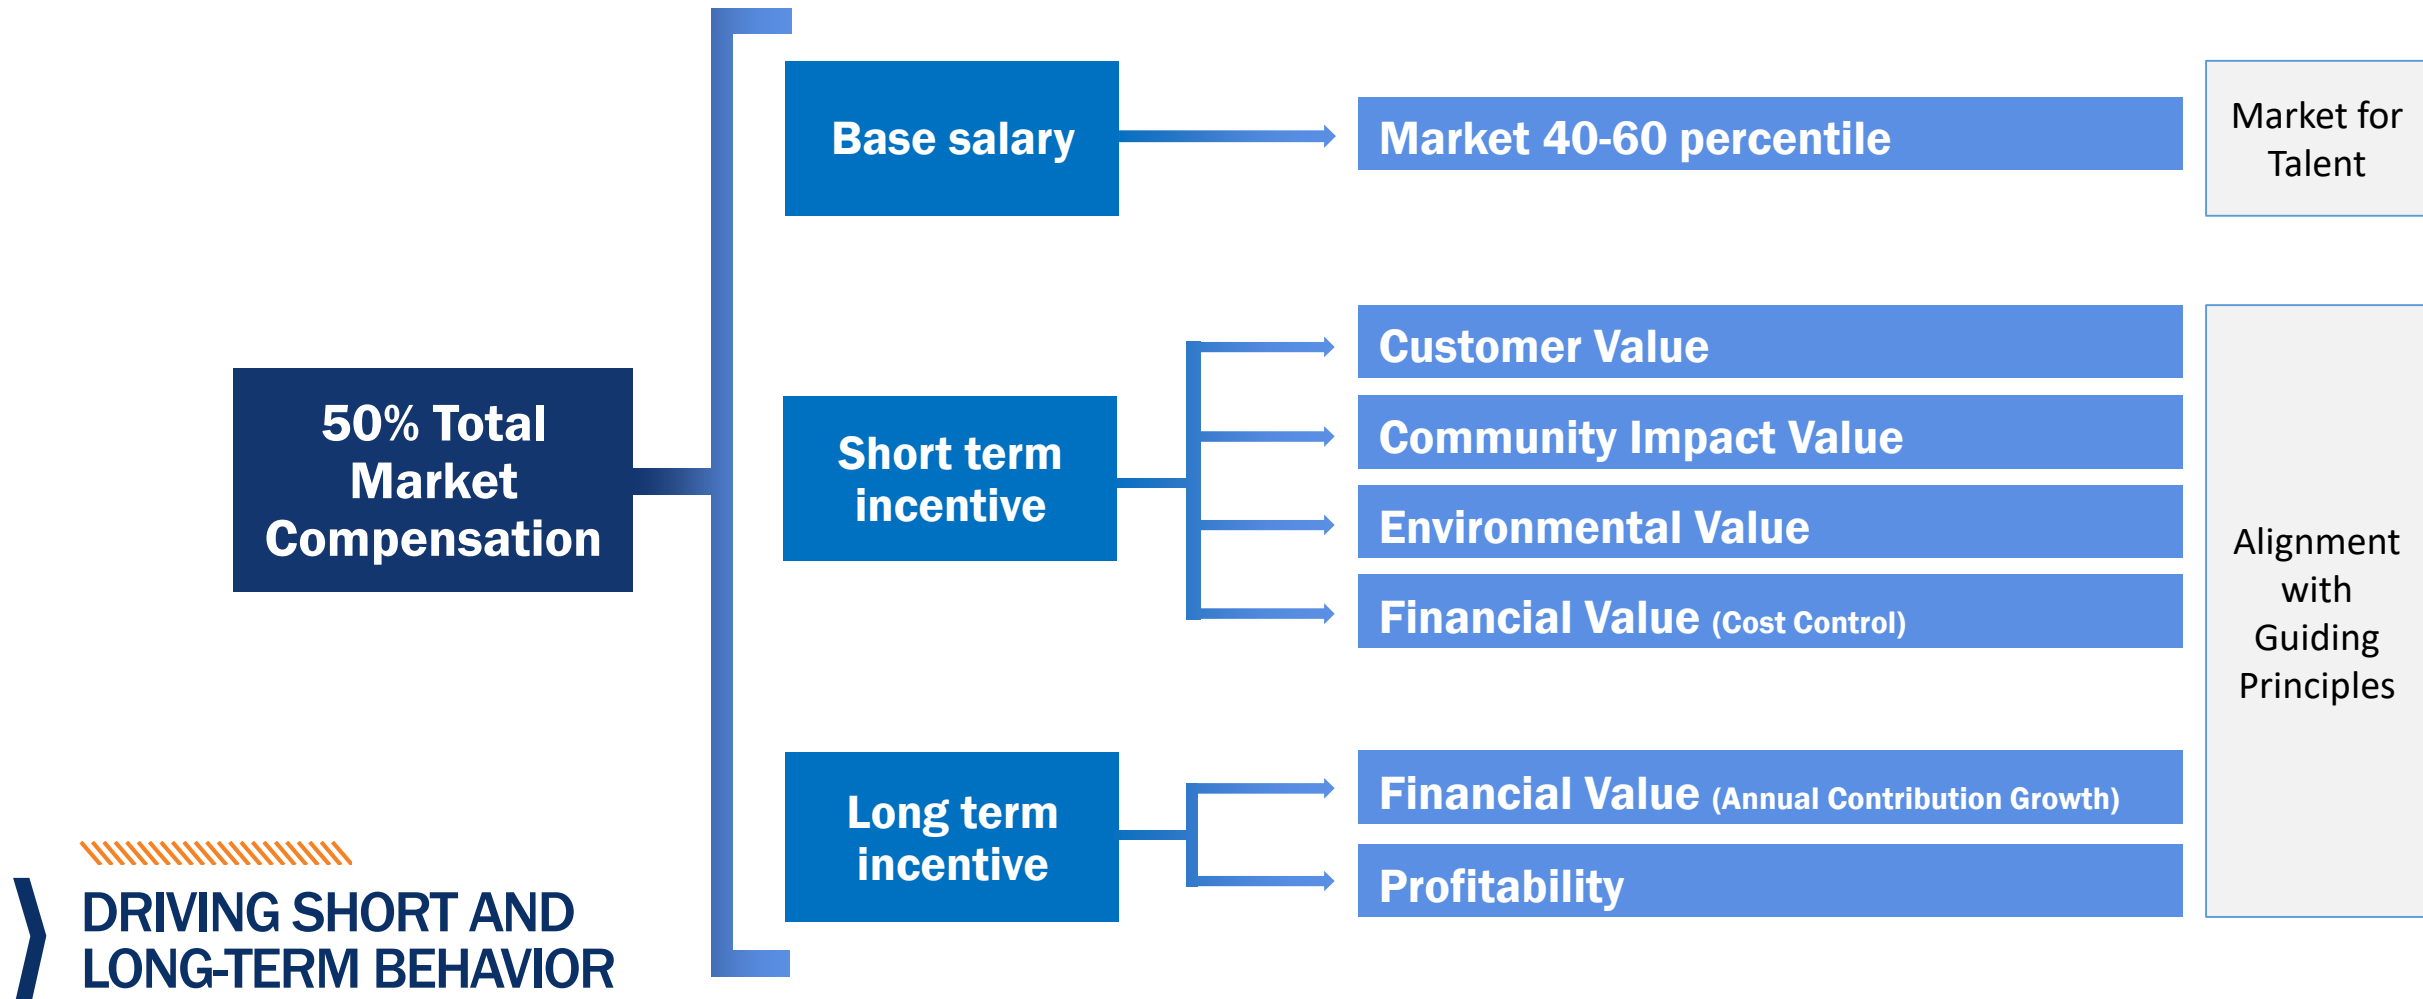 50% Total
Market
Compensation
Base salary
Market 40-60 percentile
Market for
Talent
Short term
incentive
Customer Value
Community Impact Value
Environmental Value
Financial Value (Cost Control)
Alignment
with
Guiding
Principles
Long term
incentive
Financial Value (Annual Contribution Growth)
Profitability
DRIVING SHORT AND
LONG-TERM BEHAVIOR